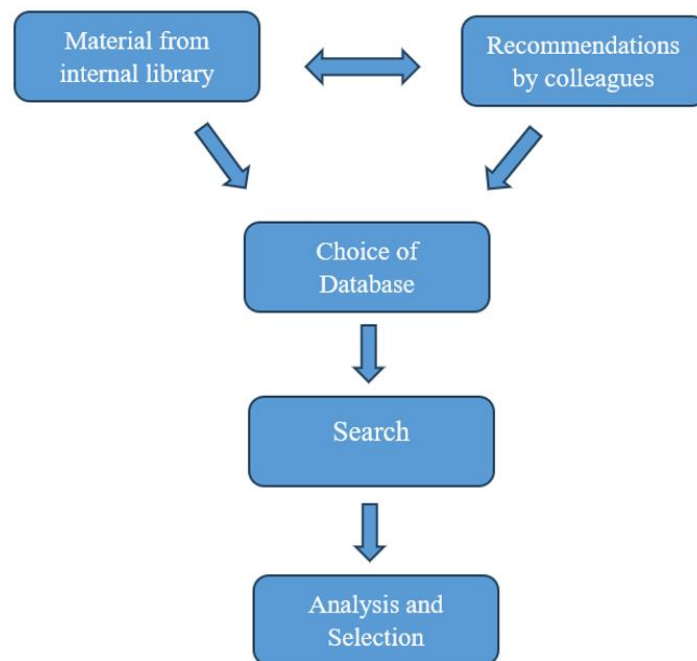 Material from
internal library
Recommendations
by colleagues
Choice of
Database
Search
Analysis and
Selection